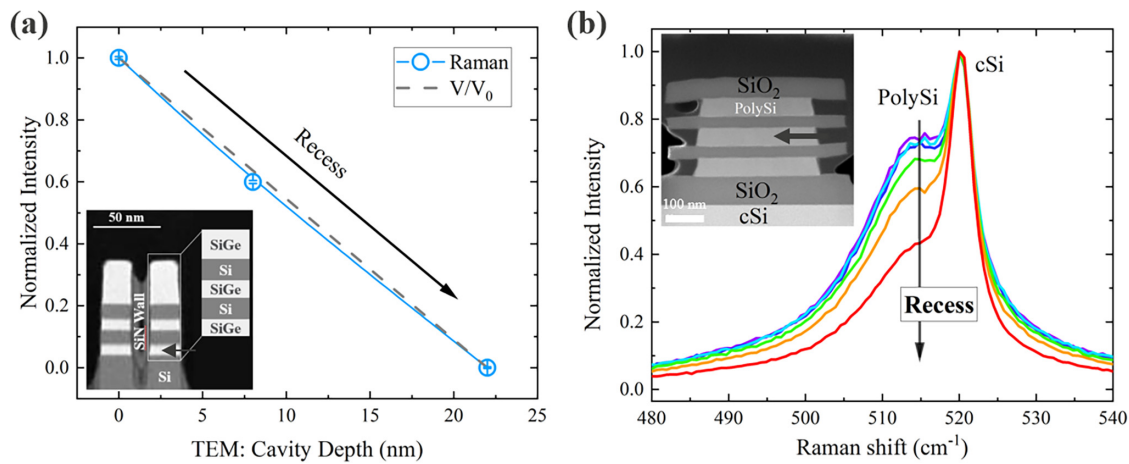 (a)
1.0
0.8
0.6
0.4
0.2
0.0
Normalized Intensity
Raman
V/V₀
Recess
50 nm
SiN Wall
Si
SiGe
Si
SiGe
Si
SiGe
0
5
10
15
20
25
TEM: Cavity Depth (nm)
(b)
1.0
0.8
0.6
0.4
0.2
0.0
Normalized Intensity
SiO₂
PolySi
SiO₂
100 nm
cSi
PolySi
cSi
Recess
480
490
500
510
520
530
540
Raman shift (cm⁻¹)